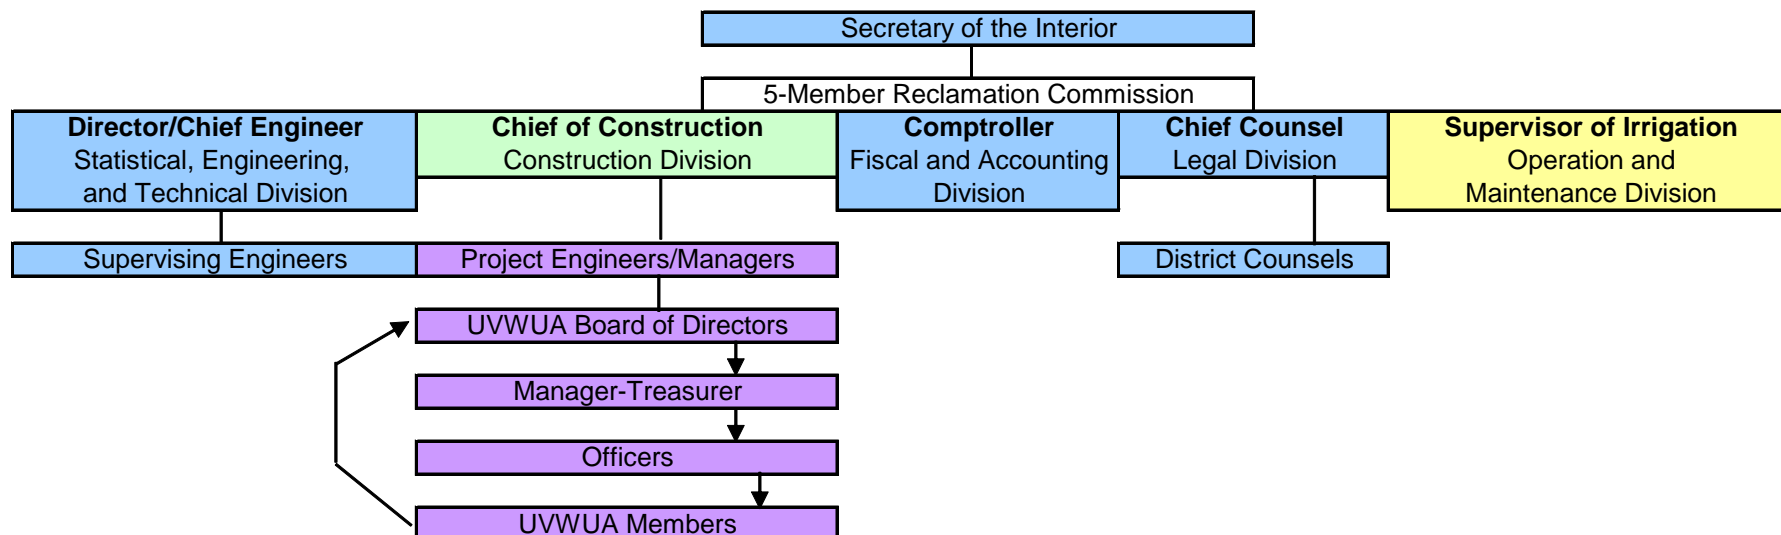 Secretary of the Interior
5-Member Reclamation Commission
Director/Chief Engineer
Statistical, Engineering,
and Technical Division
Chief of Construction
Construction Division
Comptroller
Fiscal and Accounting
Division
Chief Counsel
Legal Division
Supervisor of Irrigation
Operation and
Maintenance Division
Supervising Engineers
Project Engineers/Managers
District Counsels
UVWUA Board of Directors
Manager-Treasurer
Officers
UVWUA Members